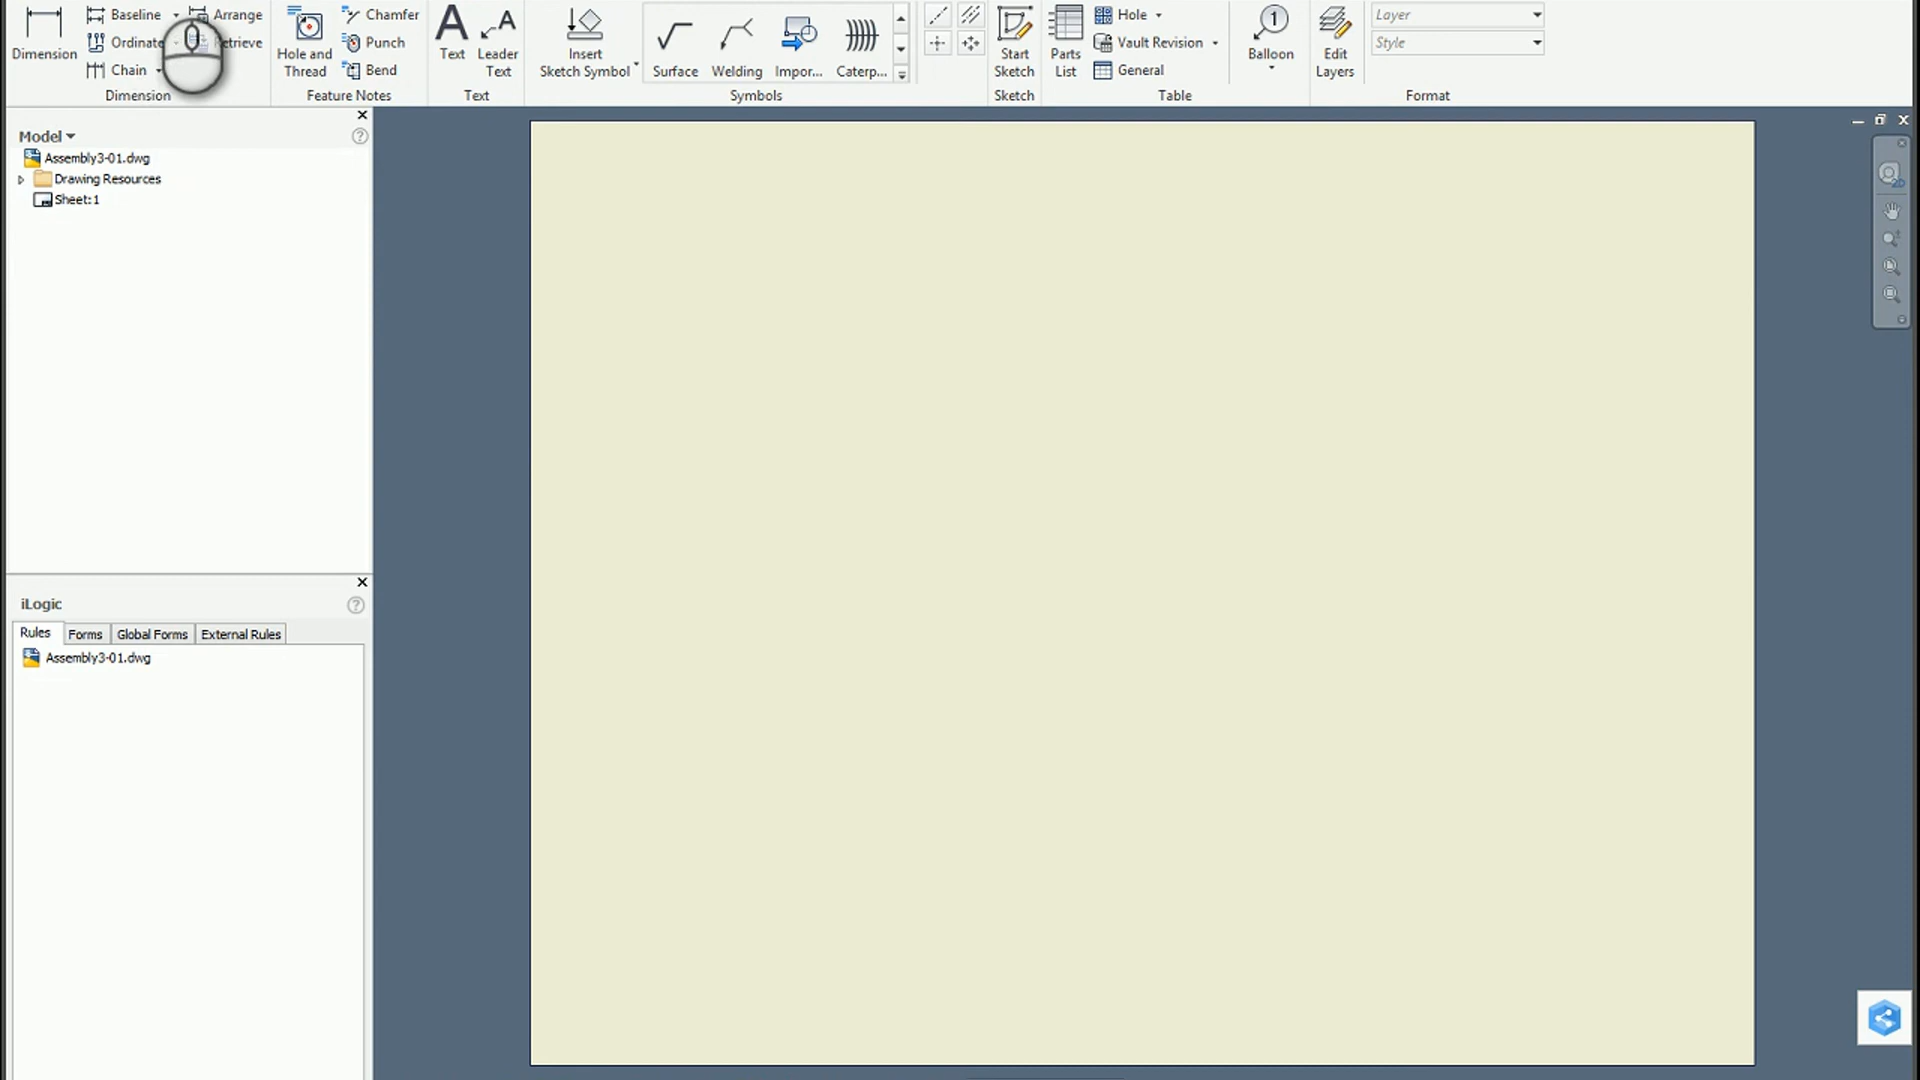 Baseline Arrange
Ordinate Retrieve
Chain
Dimension
Dimension
Hole and Thread
Chamfer
Punch
Bend
Feature Notes
A
Text
A
Leader Text
Text
Insert Sketch Symbol
Surface
Welding
Impor...
Caterp...
Symbols
Start Sketch
Sketch
Parts List
Hole
Vault Revision
General
Table
1
Balloon
Edit Layers
Layer
Style
Format
Model
Assembly3-01.dwg
Drawing Resources
Sheet:1
iLogic
Rules Forms Global Forms External Rules
Assembly3-01.dwg